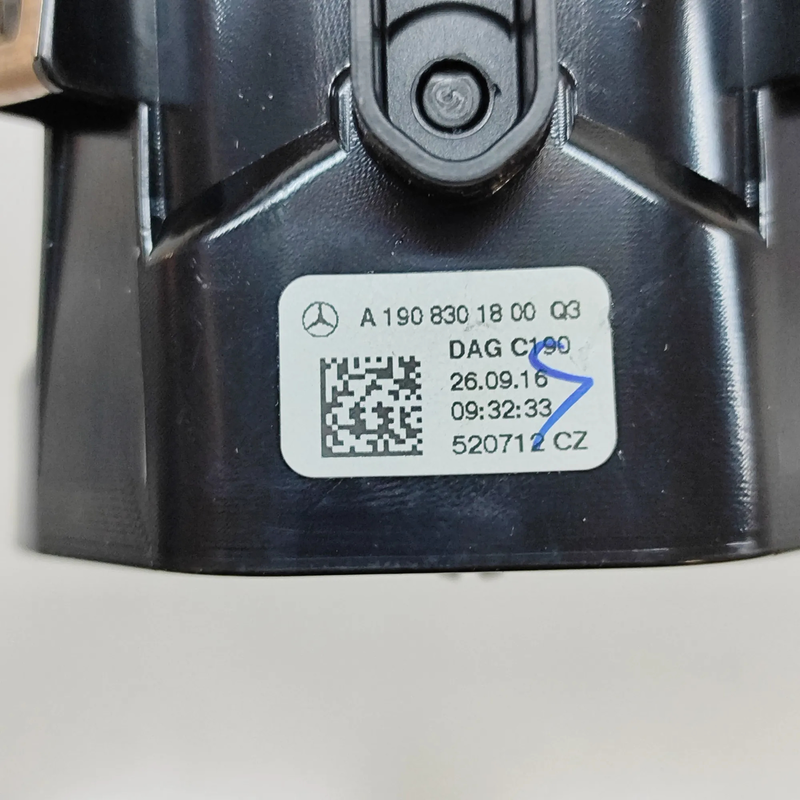 A 190 830 18 00 Q3
DAG C190
26.09.16
09:32:33
520712 CZ